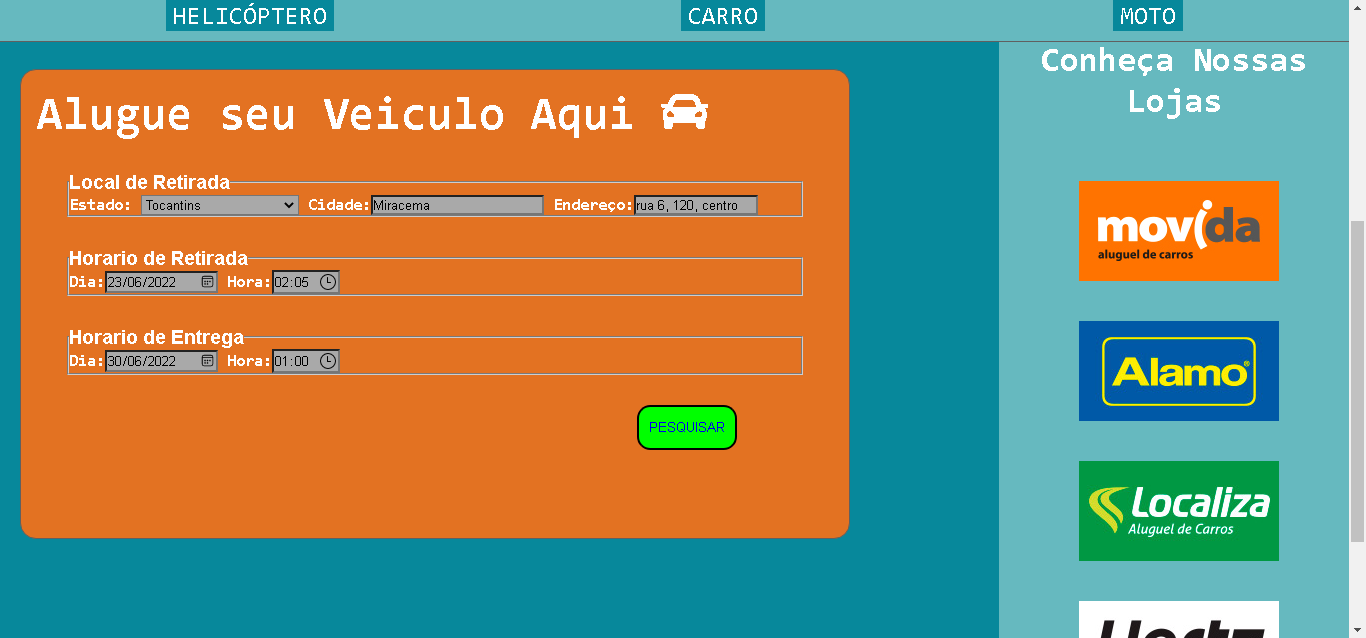 HELICÓPTERO CARRO MOTO
Alugue seu Veiculo Aqui
Local de Retirada
Estado: Tocantins Cidade: Miracema Endereço: rua 6, 120, centro
Horario de Retirada
Dia: 23/06/2022 Hora: 02:05
Horario de Entrega
Dia: 30/06/2022 Hora: 01:00
PESQUISAR
Conheça Nossas
Lojas
movida
aluguel de carros
Alamo
Localiza
Aluguel de Carros
Hertz